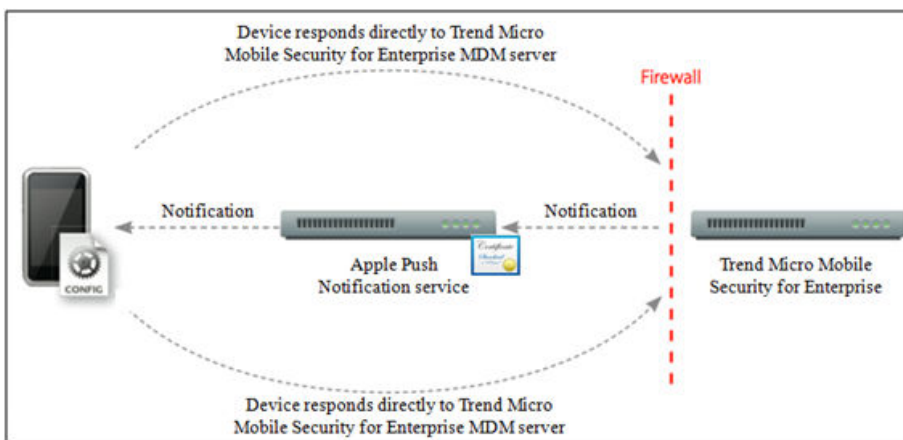 Device responds directly to Trend Micro
Mobile Security for Enterprise MDM server
Firewall
Notification
Notification
CONFIG
Certificate
Apple Push
Notification service
Trend Micro Mobile
Security for Enterprise
Device responds directly to Trend Micro
Mobile Security for Enterprise MDM server